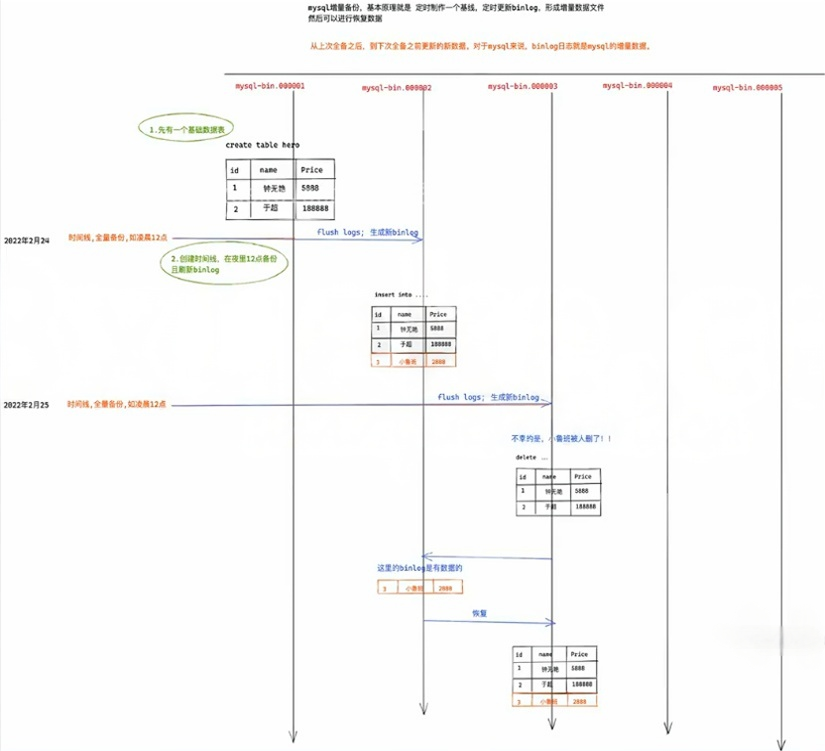 mysql增量备份，基本原理就是 定时制作一个基线，定时更新binlog，形成增量数据文件
然后可以进行恢复数据
从上次全备之后，到下次全备之前更新的新数据，对于mysql来说，binlog日志就是mysql的增量数据。
mysql-bin.000001 mysql-bin.000002 mysql-bin.000003 mysql-bin.000004 mysql-bin.000005
1.先有一个基础数据表
create table hero
id name Price
1 钟无艳 5888
2 于超 188888
flush logs; 生成新binlog
2022年2月24 时间线,全量备份,如凌晨12点
2.创建时间线，在夜里12点备份
且刷新binlog
insert into ....
id name Price
1 钟无艳 5888
2 于超 188888
3 小鲁班 2888
flush logs; 生成新binlog
2022年2月25 时间线,全量备份,如凌晨12点
不幸的是，小鲁班被人删了！！
delete ...
id name Price
1 钟无艳 5888
2 于超 188888
这里的binlog是有数据的
3 小鲁班 2888
恢复
id name Price
1 钟无艳 5888
2 于超 188888
3 小鲁班 2888